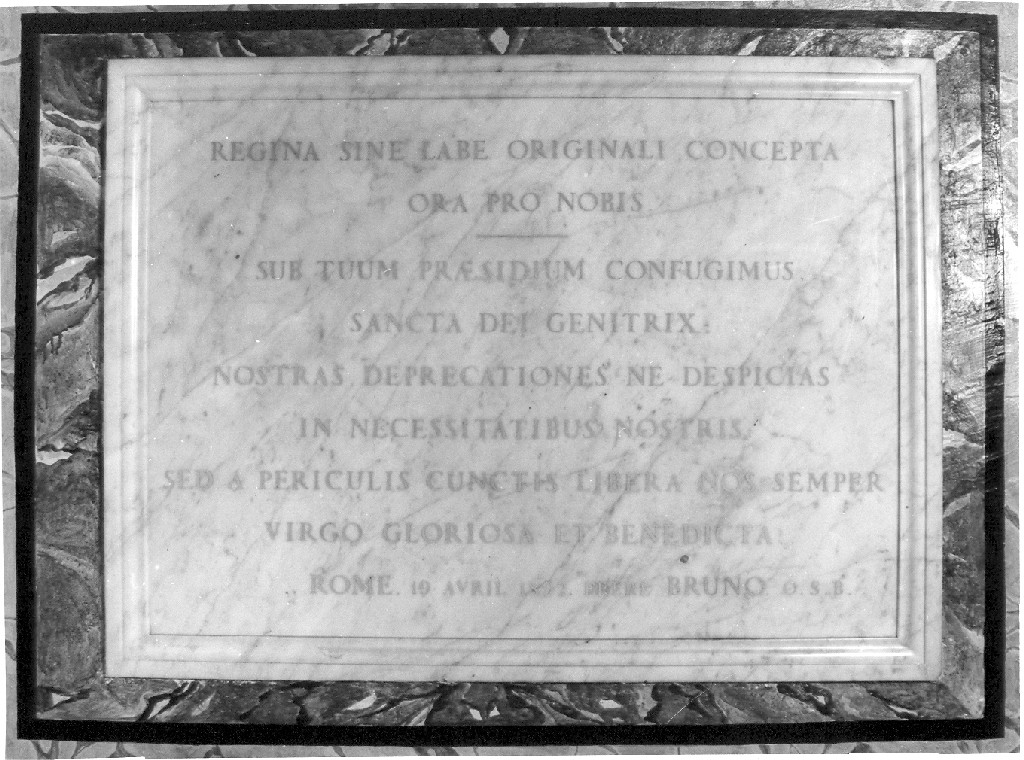 REGINA SINE LABE ORIGINALI CONCEPTA
ORA PRO NOBIS
SUB TUUM PRÆSIDIUM CONFUGIMUS
SANCTA DEI GENITRIX:
NOSTRAS DEPRECATIONES NE DESPICIAS
IN NECESSITATIBUS NOSTRIS,
SED A PERICULIS CUNCTIS LIBERA NOS SEMPER
VIRGO GLORIOSA ET BENEDICTA!
ROME. 19 AVRIL BRUNO O.S.B.